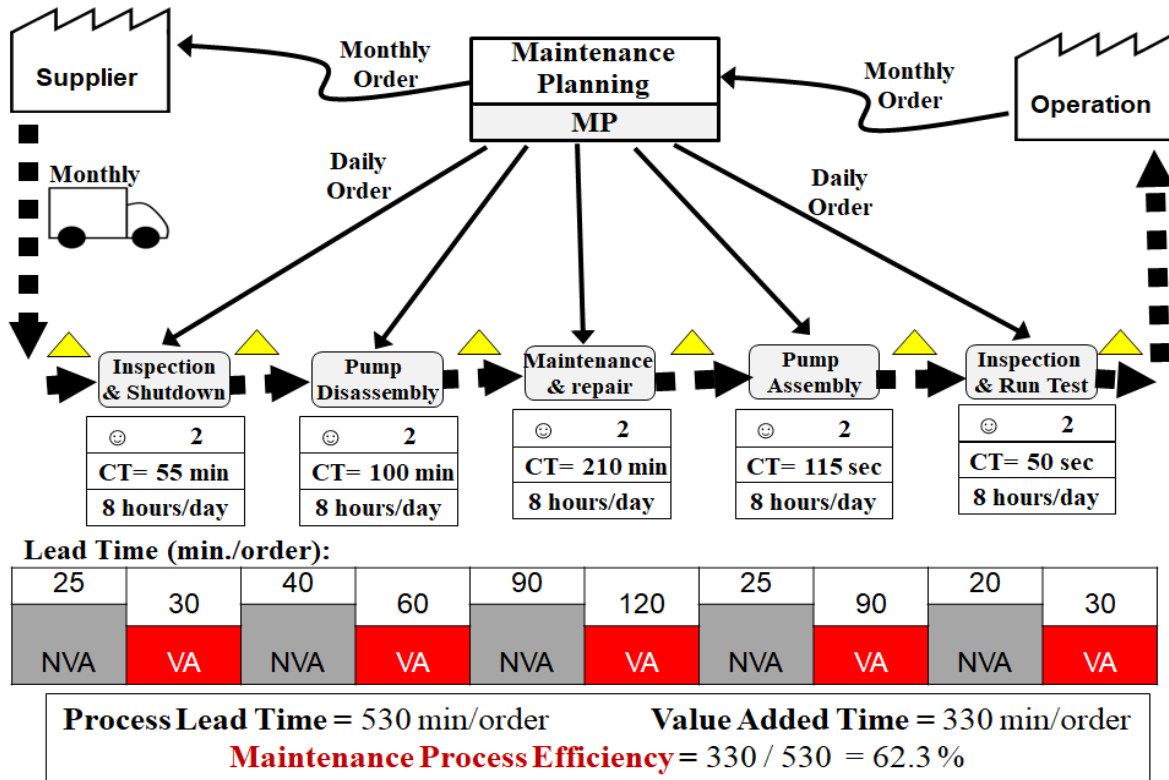 Supplier
Monthly
Order
Maintenance
Planning
MP
Monthly
Order
Operation
Monthly
Daily
Order
Daily
Order
Inspection
& Shutdown
Pump
Disassembly
Maintenance
& repair
Pump
Assembly
Inspection
& Run Test
☺ 2
CT= 55 min
8 hours/day
☺ 2
CT= 100 min
8 hours/day
☺ 2
CT= 210 min
8 hours/day
☺ 2
CT= 115 sec
8 hours/day
☺ 2
CT= 50 sec
8 hours/day
Lead Time (min./order):
25 30 40 60 90 120 25 90 20 30
NVA VA NVA VA NVA VA NVA VA NVA VA
Process Lead Time = 530 min/order Value Added Time = 330 min/order
Maintenance Process Efficiency = 330 / 530 = 62.3 %